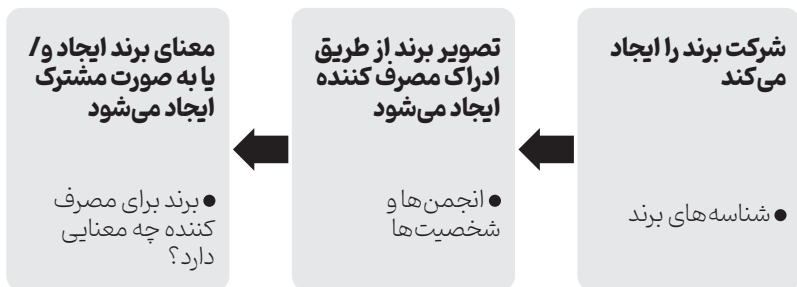 شرکت برند را ایجاد
می‌کند
● شناسه‌های برند
تصویر برند از طریق
ادراک مصرف کننده
ایجاد می‌شود
● انجمن‌ها و
شخصیت‌ها
معنای برند ایجاد و/
یا به صورت مشترک
ایجاد می‌شود
● برند برای مصرف
کننده چه معنایی
دارد؟